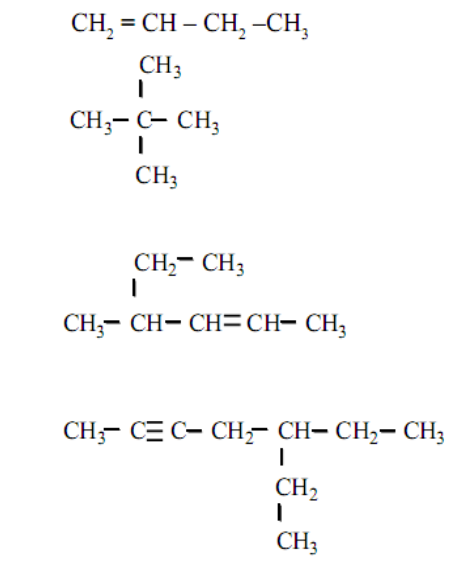 CH₂ = CH – CH₂ –CH₃
CH₃
CH₃– C– CH₃
CH₃
CH₂– CH₃
CH₃– CH– CH=CH– CH₃
CH₃– C≡ C– CH₂– CH– CH₂– CH₃
CH₂
CH₃